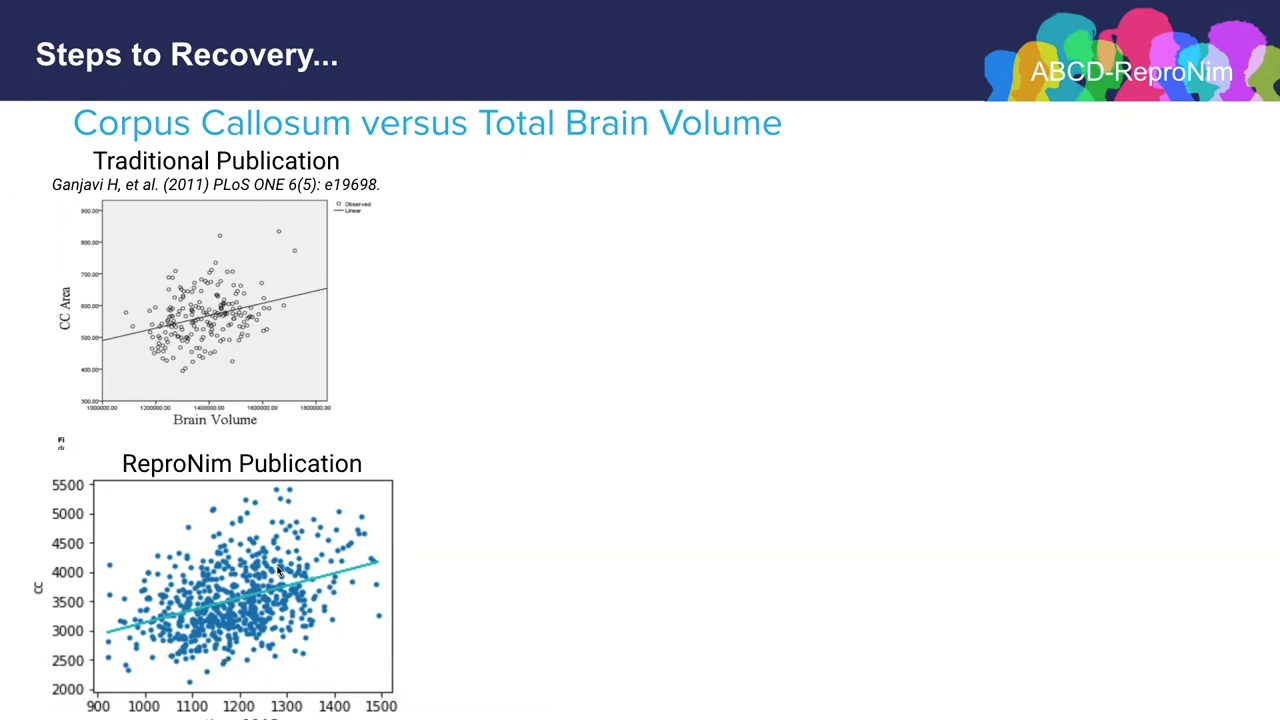 Steps to Recovery...
ABCD-ReproNim
Corpus Callosum versus Total Brain Volume
Traditional Publication
Ganjavi H, et al. (2011) PLoS ONE 6(5): e19698.
Observed
Linear
900.00
800.00
700.00
600.00
500.00
400.00
300.00
CC Area
1000000.00 1200000.00 1400000.00 1600000.00 1800000.00
Brain Volume
Fi
ReproNim Publication
5500
5000
4500
4000
3500
3000
2500
2000
CC
900 1000 1100 1200 1300 1400 1500